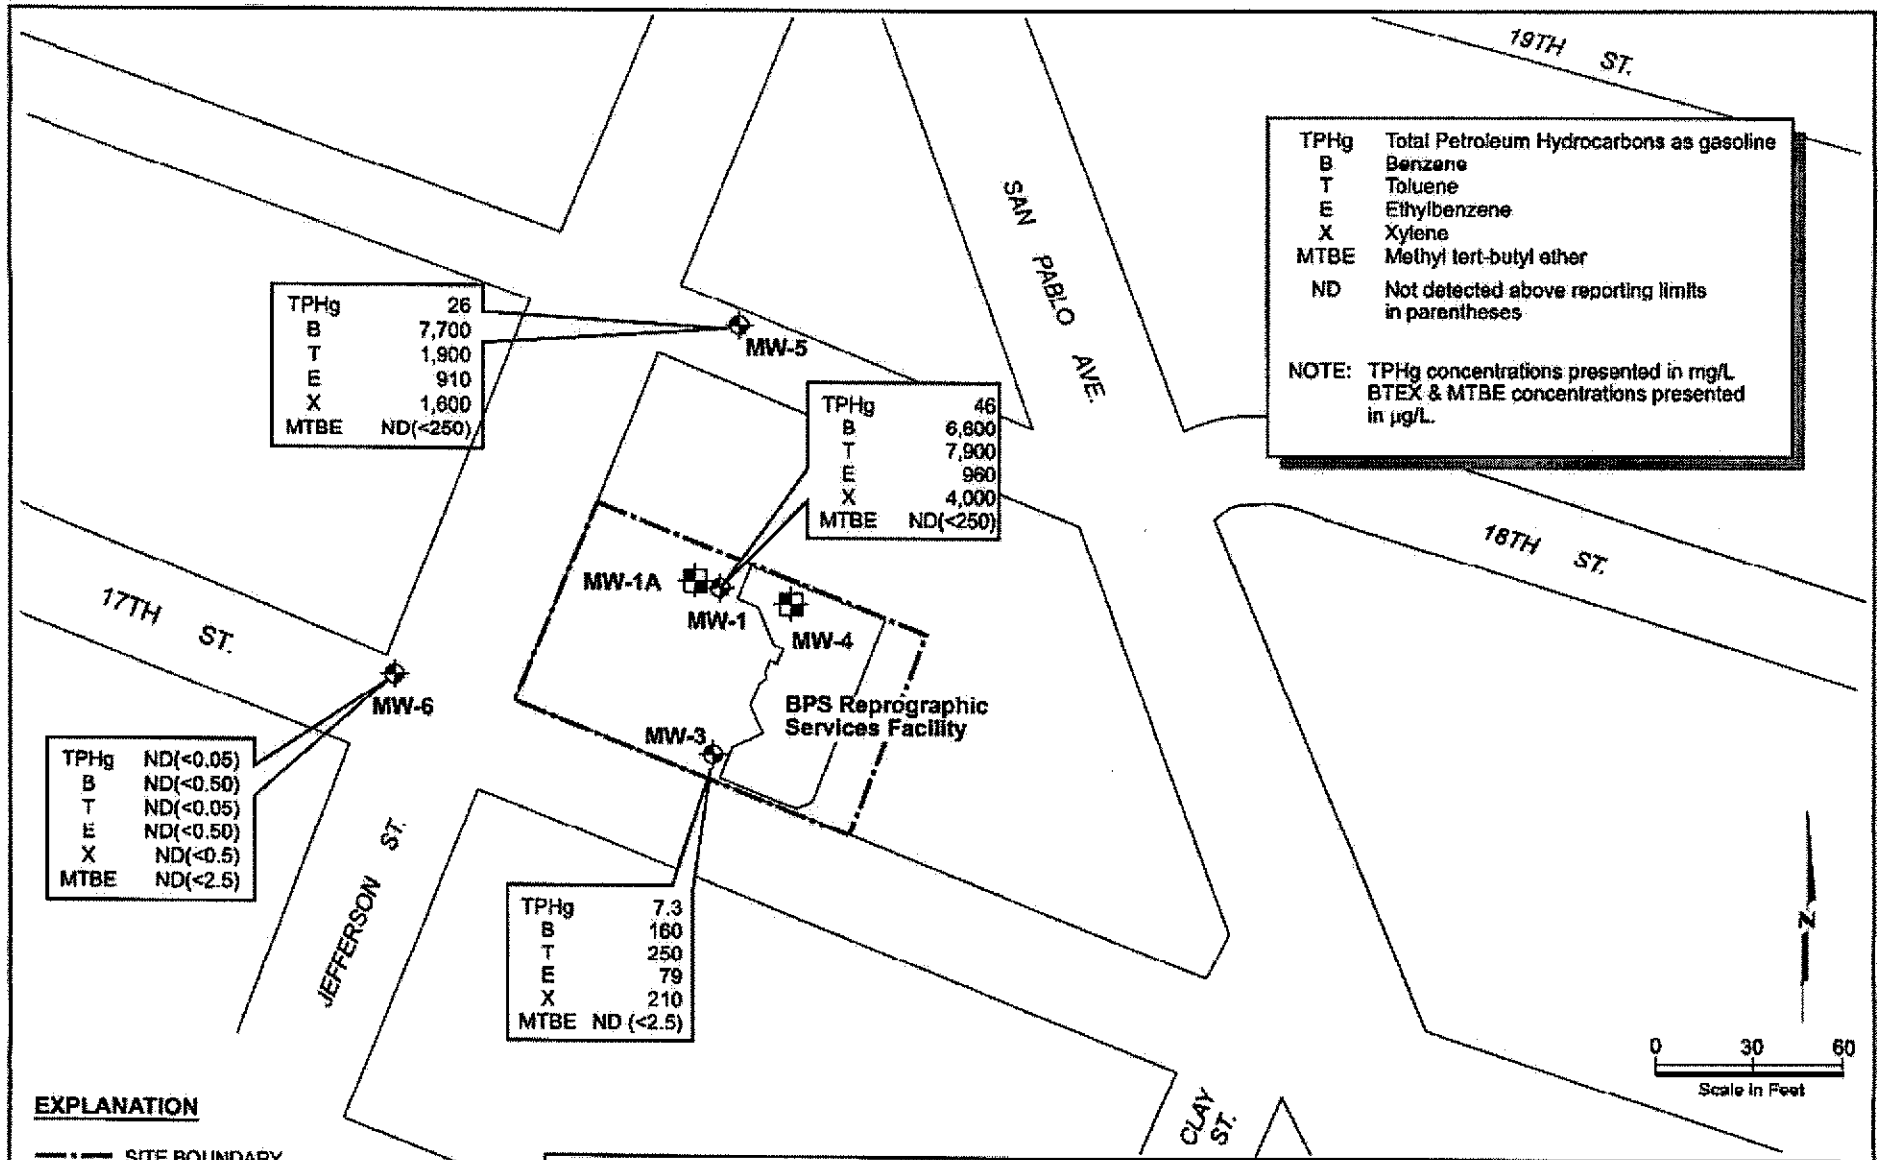 19TH ST.
TPHg Total Petroleum Hydrocarbons as gasoline
B Benzene
T Toluene
E Ethylbenzene
X Xylene
MTBE Methyl tert-butyl ether
ND Not detected above reporting limits
in parentheses
NOTE: TPHg concentrations presented in mg/L
BTEX & MTBE concentrations presented
in µg/L.
SAN PABLO AVE.
TPHg 26
B 7,700
T 1,900
E 910
X 1,600
MTBE ND(<250)
MW-5
TPHg 46
B 6,600
T 7,900
E 960
X 4,000
MTBE ND(<250)
18TH ST.
MW-1A
MW-1
MW-4
17TH ST.
MW-6
BPS Reprographic
Services Facility
MW-3
TPHg ND(<0.05)
B ND(<0.50)
T ND(<0.05)
E ND(<0.50)
X ND(<0.5)
MTBE ND(<2.5)
JEFFERSON ST.
TPHg 7.3
B 160
T 250
E 79
X 210
MTBE ND (<2.5)
N
0 30 60
Scale in Feet
EXPLANATION
CLAY ST.
SITE BOUNDARY